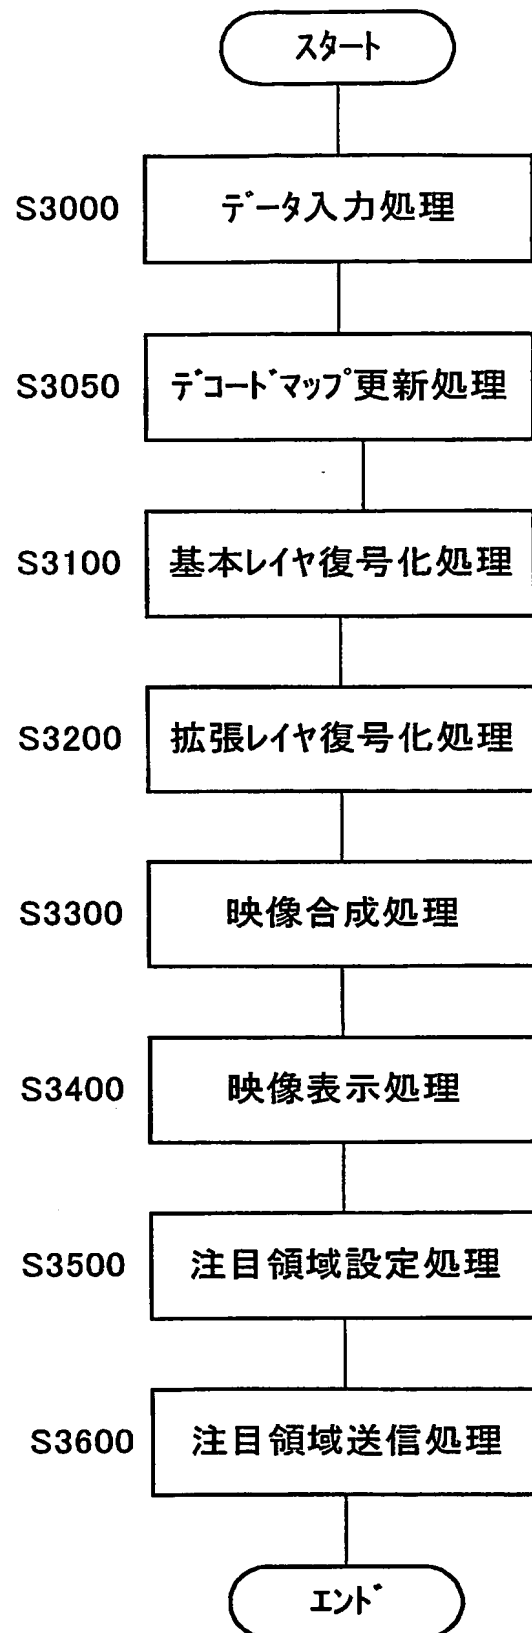 スタート
S3000 データ入力処理
S3050 デコードマップ更新処理
S3100 基本レイヤ復号化処理
S3200 拡張レイヤ復号化処理
S3300 映像合成処理
S3400 映像表示処理
S3500 注目領域設定処理
S3600 注目領域送信処理
エンド